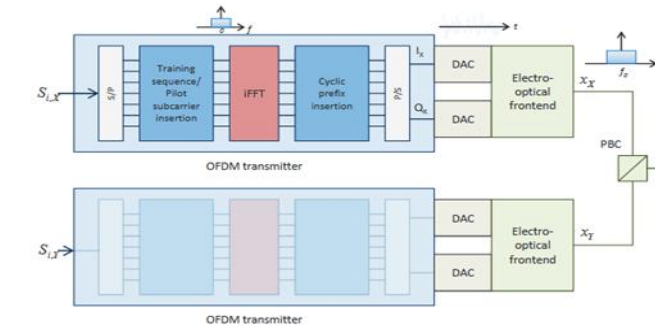 o f
τ
S_{i,X}
S/P
Training
sequence/
Pilot
subcarrier
insertion
iFFT
Cyclic
prefix
insertion
P/S
I_X
Q_X
DAC
DAC
Electro-
optical
frontend
x_X
f_x
OFDM transmitter
PBC
S_{i,Y}
DAC
DAC
Electro-
optical
frontend
x_Y
OFDM transmitter